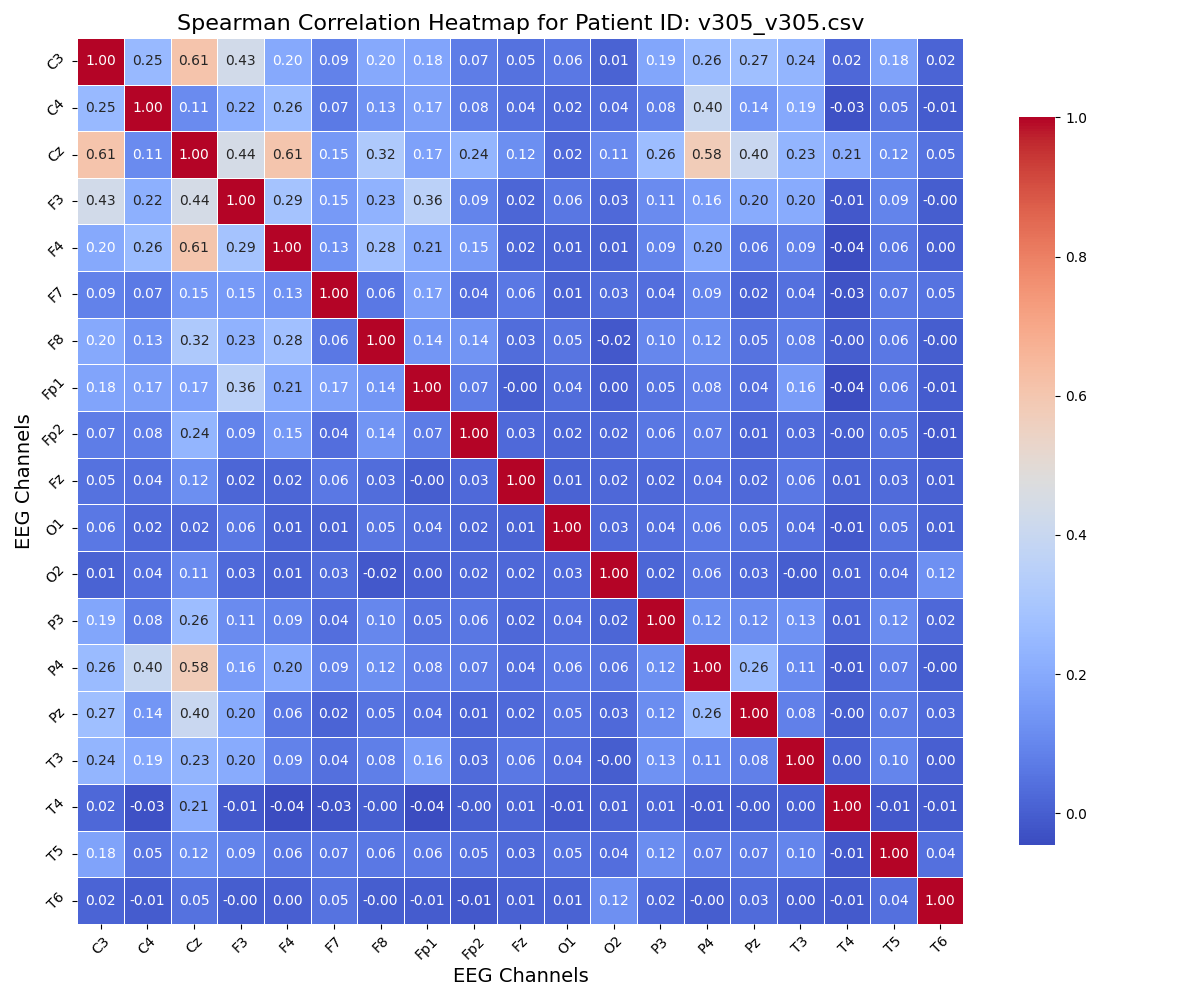 Spearman Correlation Heatmap for Patient ID: v305_v305.csv
EEG Channels
C3 1.00 0.25 0.61 0.43 0.20 0.09 0.20 0.18 0.07 0.05 0.06 0.01 0.19 0.26 0.27 0.24 0.02 0.18 0.02
C4 0.25 1.00 0.11 0.22 0.26 0.07 0.13 0.17 0.08 0.04 0.02 0.04 0.08 0.40 0.14 0.19 -0.03 0.05 -0.01
Cz 0.61 0.11 1.00 0.44 0.61 0.15 0.32 0.17 0.24 0.12 0.02 0.11 0.26 0.58 0.40 0.23 0.21 0.12 0.05
F3 0.43 0.22 0.44 1.00 0.29 0.15 0.23 0.36 0.09 0.02 0.06 0.03 0.11 0.16 0.20 0.20 -0.01 0.09 -0.00
F4 0.20 0.26 0.61 0.29 1.00 0.13 0.28 0.21 0.15 0.02 0.01 0.01 0.09 0.20 0.06 0.09 -0.04 0.06 0.00
F7 0.09 0.07 0.15 0.15 0.13 1.00 0.06 0.17 0.04 0.06 0.01 0.03 0.04 0.09 0.02 0.04 -0.03 0.07 0.05
F8 0.20 0.13 0.32 0.23 0.28 0.06 1.00 0.14 0.14 0.03 0.05 -0.02 0.10 0.12 0.05 0.08 -0.00 0.06 -0.00
Fp1 0.18 0.17 0.17 0.36 0.21 0.17 0.14 1.00 0.07 -0.00 0.04 0.00 0.05 0.08 0.04 0.16 -0.04 0.06 -0.01
Fp2 0.07 0.08 0.24 0.09 0.15 0.04 0.14 0.07 1.00 0.03 0.02 0.02 0.06 0.07 0.01 0.03 -0.00 0.05 -0.01
Fz 0.05 0.04 0.12 0.02 0.02 0.06 0.03 -0.00 0.03 1.00 0.01 0.02 0.02 0.04 0.02 0.06 0.01 0.03 0.01
O1 0.06 0.02 0.02 0.06 0.01 0.01 0.05 0.04 0.02 0.01 1.00 0.03 0.04 0.06 0.05 0.04 -0.01 0.05 0.01
O2 0.01 0.04 0.11 0.03 0.01 0.03 -0.02 0.00 0.02 0.02 0.03 1.00 0.02 0.06 0.03 -0.00 0.01 0.04 0.12
P3 0.19 0.08 0.26 0.11 0.09 0.04 0.10 0.05 0.06 0.02 0.04 0.02 1.00 0.12 0.12 0.13 0.01 0.12 0.02
P4 0.26 0.40 0.58 0.16 0.20 0.09 0.12 0.08 0.07 0.04 0.06 0.06 0.12 1.00 0.26 0.11 -0.01 0.07 -0.00
Pz 0.27 0.14 0.40 0.20 0.06 0.02 0.05 0.04 0.01 0.02 0.05 0.03 0.12 0.26 1.00 0.08 -0.00 0.07 0.03
T3 0.24 0.19 0.23 0.20 0.09 0.04 0.08 0.16 0.03 0.06 0.04 -0.00 0.13 0.11 0.08 1.00 0.00 0.10 0.00
T4 0.02 -0.03 0.21 -0.01 -0.04 -0.03 -0.00 -0.04 -0.00 0.01 -0.01 0.01 0.01 -0.01 -0.00 0.00 1.00 -0.01 -0.01
T5 0.18 0.05 0.12 0.09 0.06 0.07 0.06 0.06 0.05 0.03 0.05 0.04 0.12 0.07 0.07 0.10 -0.01 1.00 0.04
T6 0.02 -0.01 0.05 -0.00 0.00 0.05 -0.00 -0.01 -0.01 0.01 0.01 0.12 0.02 -0.00 0.03 0.00 -0.01 0.04 1.00
C3 C4 Cz F3 F4 F7 F8 Fp1 Fp2 Fz O1 O2 P3 P4 Pz T3 T4 T5 T6
EEG Channels
1.0
0.8
0.6
0.4
0.2
0.0